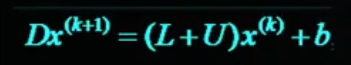 Dx^{(k+1)} = (L+U)x^{(k)} + b